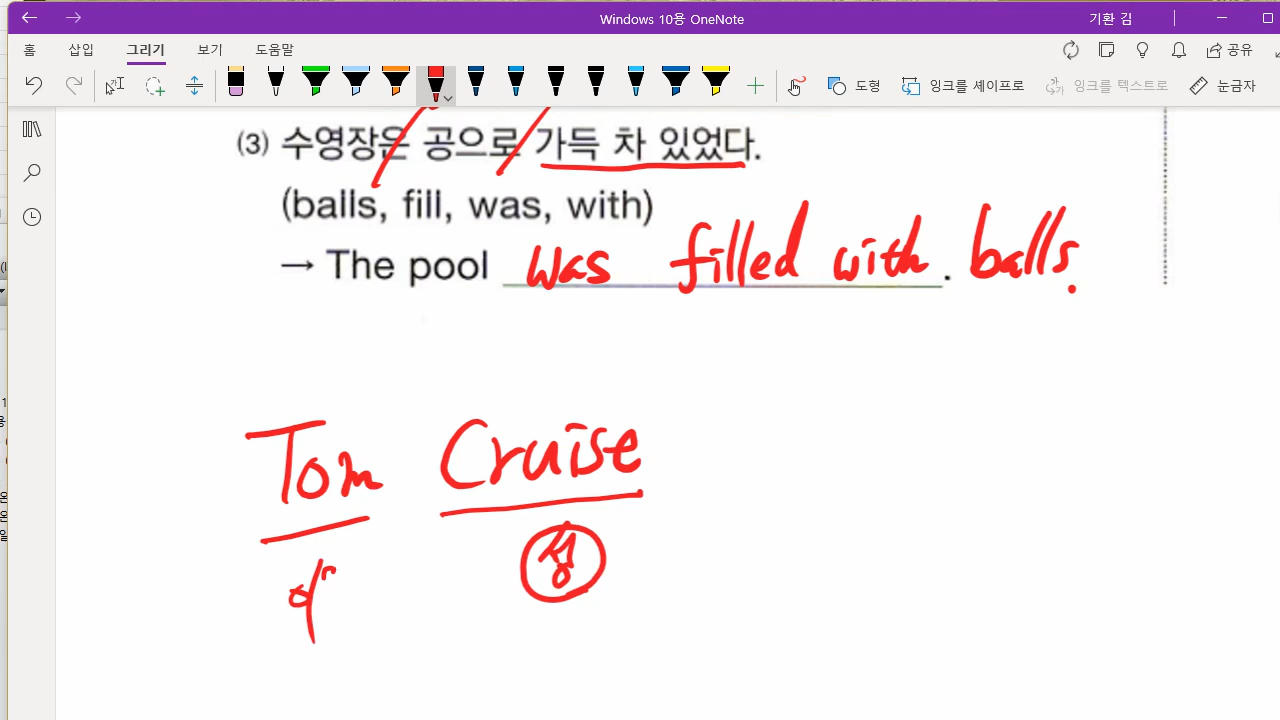 Windows 10용 OneNote
기환 김
홈 삽입 그리기 보기 도움말
공유
도형 잉크를 셰이프로 잉크를 텍스트로 눈금자
(3) 수영장은 공으로 가득 차 있었다.
(balls, fill, was, with)
→ The pool was filled with. balls.
Tom Cruise
성